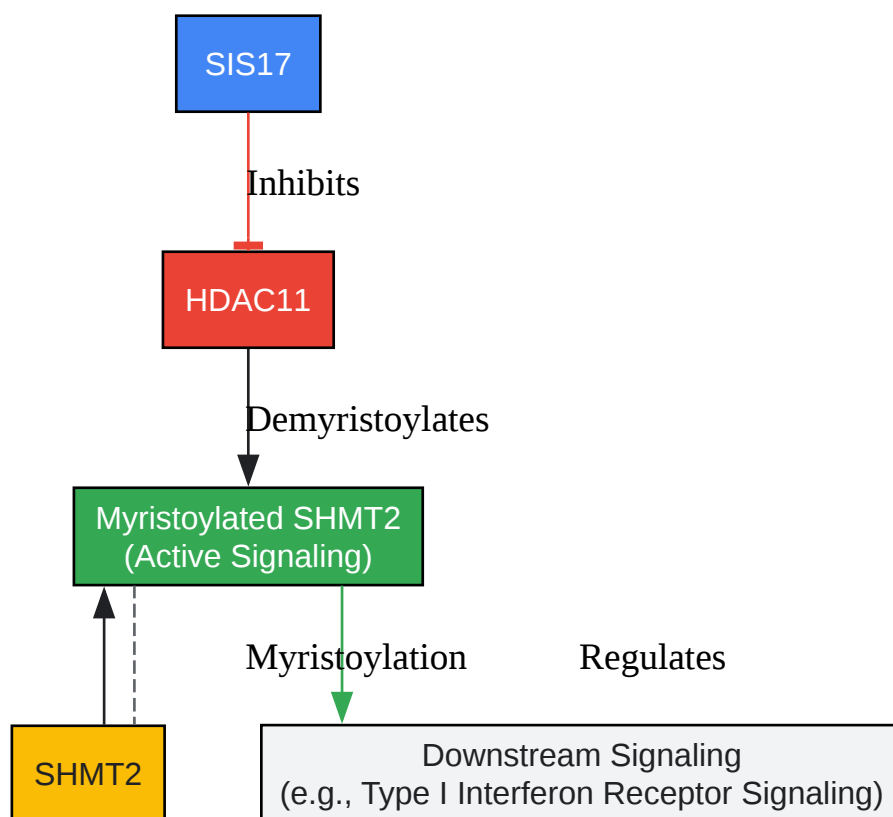 SIS17
Inhibits
HDAC11
Demyristoylates
Myristoylated SHMT2
(Active Signaling)
Myristoylation
Regulates
SHMT2
Downstream Signaling
(e.g., Type I Interferon Receptor Signaling)